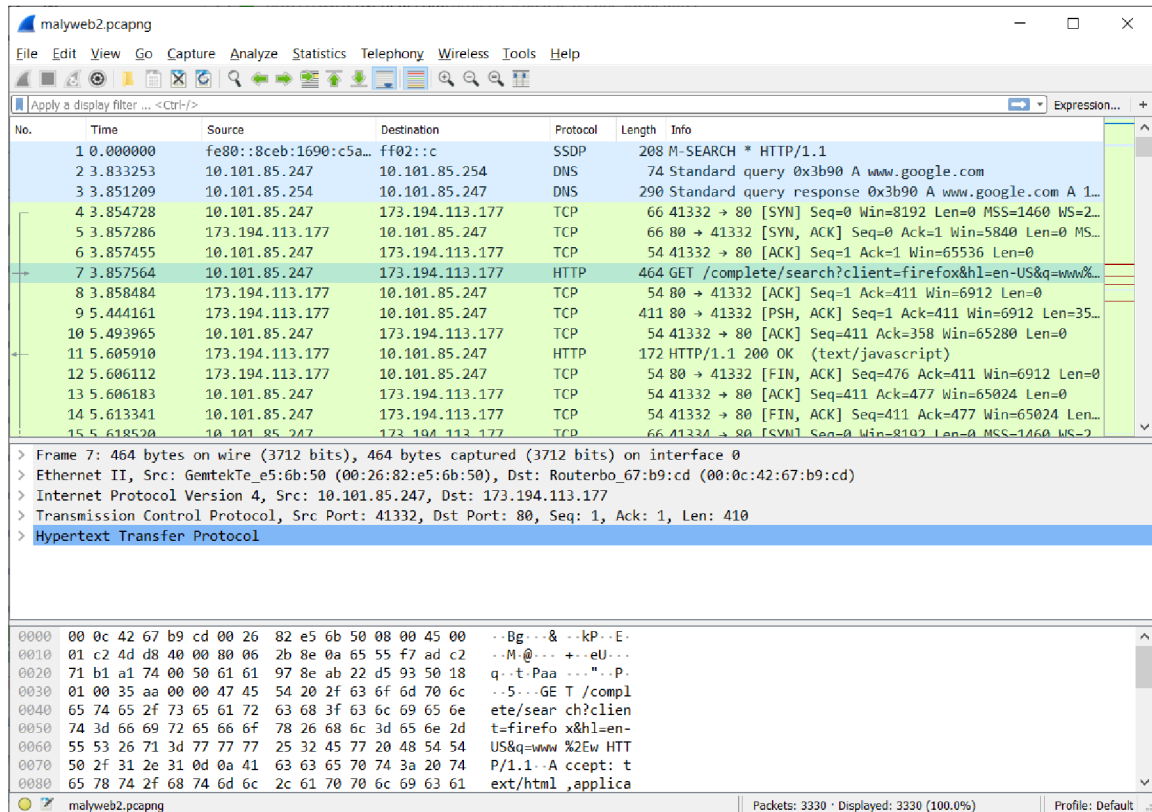 malyweb2.pcapng
File Edit View Go Capture Analyze Statistics Telephony Wireless Tools Help
Apply a display filter ... <Ctrl-/> Expression... +
No. Time Source Destination Protocol Length Info
1 0.000000 fe80::8ceb:1690:c5a... ff02::c SSDP 208 M-SEARCH * HTTP/1.1
2 3.833253 10.101.85.247 10.101.85.254 DNS 74 Standard query 0x3b90 A www.google.com
3 3.851209 10.101.85.254 10.101.85.247 DNS 290 Standard query response 0x3b90 A www.google.com A 1...
4 3.854728 10.101.85.247 173.194.113.177 TCP 66 41332 → 80 [SYN] Seq=0 Win=8192 Len=0 MSS=1460 WS=2...
5 3.857286 173.194.113.177 10.101.85.247 TCP 66 80 → 41332 [SYN, ACK] Seq=0 Ack=1 Win=5840 Len=0 MS...
6 3.857455 10.101.85.247 173.194.113.177 TCP 54 41332 → 80 [ACK] Seq=1 Ack=1 Win=65536 Len=0
7 3.857564 10.101.85.247 173.194.113.177 HTTP 464 GET /complete/search?client=firefox&hl=en-US&q=www%...
8 3.858484 173.194.113.177 10.101.85.247 TCP 54 80 → 41332 [ACK] Seq=1 Ack=411 Win=6912 Len=0
9 5.444161 173.194.113.177 10.101.85.247 TCP 411 80 → 41332 [PSH, ACK] Seq=1 Ack=411 Win=6912 Len=35...
10 5.493965 10.101.85.247 173.194.113.177 TCP 54 41332 → 80 [ACK] Seq=411 Ack=358 Win=65280 Len=0
11 5.605910 173.194.113.177 10.101.85.247 HTTP 172 HTTP/1.1 200 OK (text/javascript)
12 5.606112 173.194.113.177 10.101.85.247 TCP 54 80 → 41332 [FIN, ACK] Seq=476 Ack=411 Win=6912 Len=0
13 5.606183 10.101.85.247 173.194.113.177 TCP 54 41332 → 80 [ACK] Seq=411 Ack=477 Win=65024 Len=0
14 5.613341 10.101.85.247 173.194.113.177 TCP 54 41332 → 80 [FIN, ACK] Seq=411 Ack=477 Win=65024 Len...
15 5.618520 10.101.85.247 173.194.113.177 TCP 66 41334 → 80 [SYN] Seq=0 Win=8192 Len=0 MSS=1460 WS=2
> Frame 7: 464 bytes on wire (3712 bits), 464 bytes captured (3712 bits) on interface 0
> Ethernet II, Src: GemtekTe_e5:6b:50 (00:26:82:e5:6b:50), Dst: Routerbo_67:b9:cd (00:0c:42:67:b9:cd)
> Internet Protocol Version 4, Src: 10.101.85.247, Dst: 173.194.113.177
> Transmission Control Protocol, Src Port: 41332, Dst Port: 80, Seq: 1, Ack: 1, Len: 410
> Hypertext Transfer Protocol
0000 00 0c 42 67 b9 cd 00 26 82 e5 6b 50 08 00 45 00 ··Bg···& ··kP··E·
0010 01 c2 4d d8 40 00 80 06 2b 8e 0a 65 55 f7 ad c2 ··M·@··· +··eU···
0020 71 b1 a1 74 00 50 61 61 97 8e ab 22 d5 93 50 18 q··t·Paa ···"··P·
0030 01 00 35 aa 00 00 47 45 54 20 2f 63 6f 6d 70 6c ··5···GE T /compl
0040 65 74 65 2f 73 65 61 72 63 68 3f 63 6c 69 65 6e ete/sear ch?clien
0050 74 3d 66 69 72 65 66 6f 78 26 68 6c 3d 65 6e 2d t=firefo x&hl=en-
0060 55 53 26 71 3d 77 77 77 25 32 45 77 20 48 54 54 US&q=www %2Ew HTT
0070 50 2f 31 2e 31 0d 0a 41 63 63 65 70 74 3a 20 74 P/1.1··A ccept: t
0080 65 78 74 2f 68 74 6d 6c 2c 61 70 70 6c 69 63 61 ext/html ,applica
malyweb2.pcapng Packets: 3330 · Displayed: 3330 (100.0%) Profile: Default